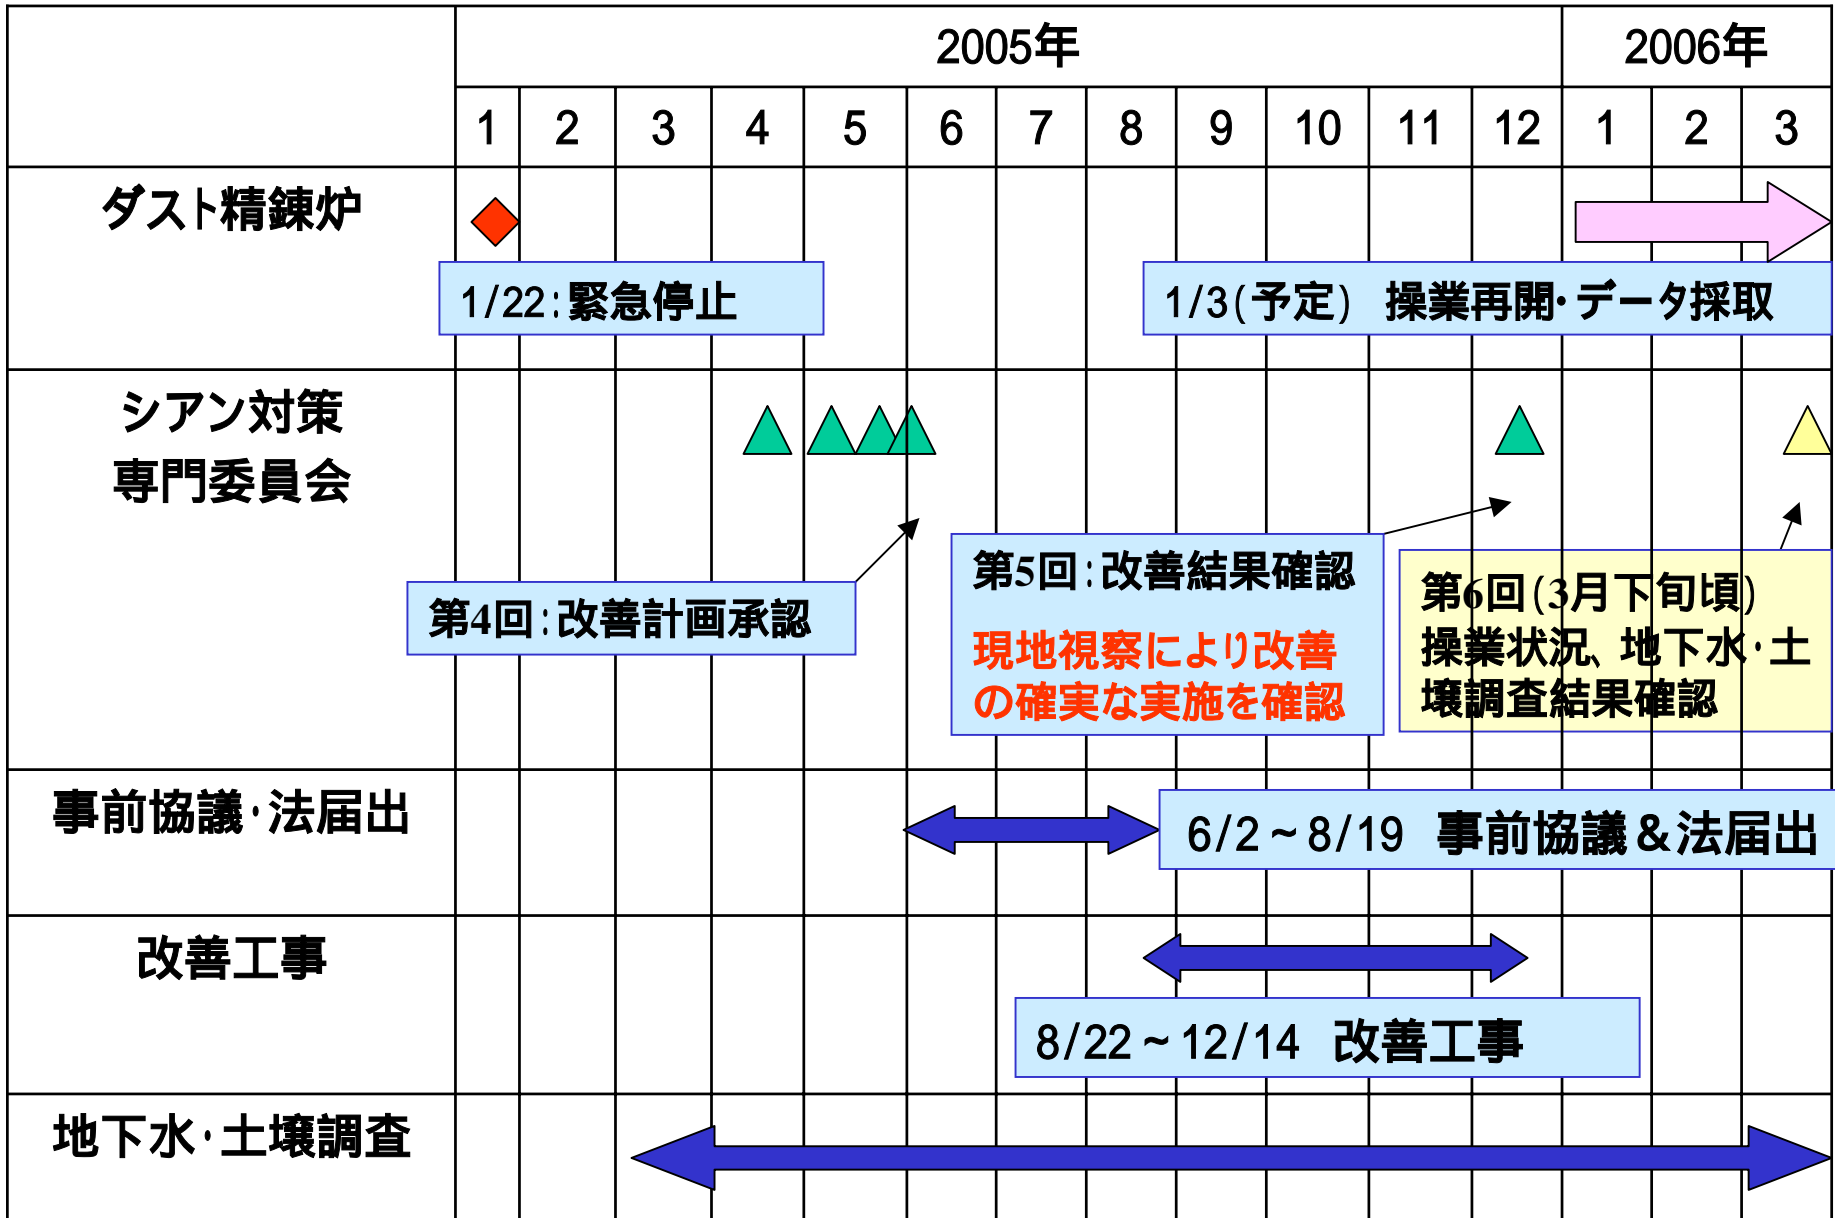 2005年 2006年
1 2 3 4 5 6 7 8 9 10 11 12 1 2 3
ダスト精錬炉
1/22:緊急停止
1/3(予定) 操業再開・データ採取
シアン対策
専門委員会
第4回:改善計画承認
第5回:改善結果確認
現地視察により改善
の確実な実施を確認
第6回(3月下旬頃)
操業状況、地下水・土
壌調査結果確認
事前協議・法届出
6/2~8/19 事前協議&法届出
改善工事
8/22~12/14 改善工事
地下水・土壌調査